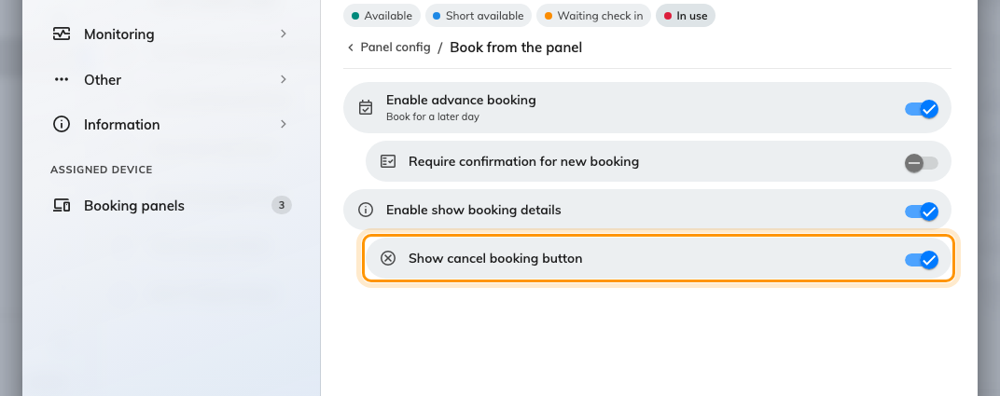 Available
Short available
Waiting check in
In use
Monitoring
Panel config / Book from the panel
Other
Enable advance booking
Book for a later day
Information
Require confirmation for new booking
ASSIGNED DEVICE
Booking panels
3
Enable show booking details
Show cancel booking button